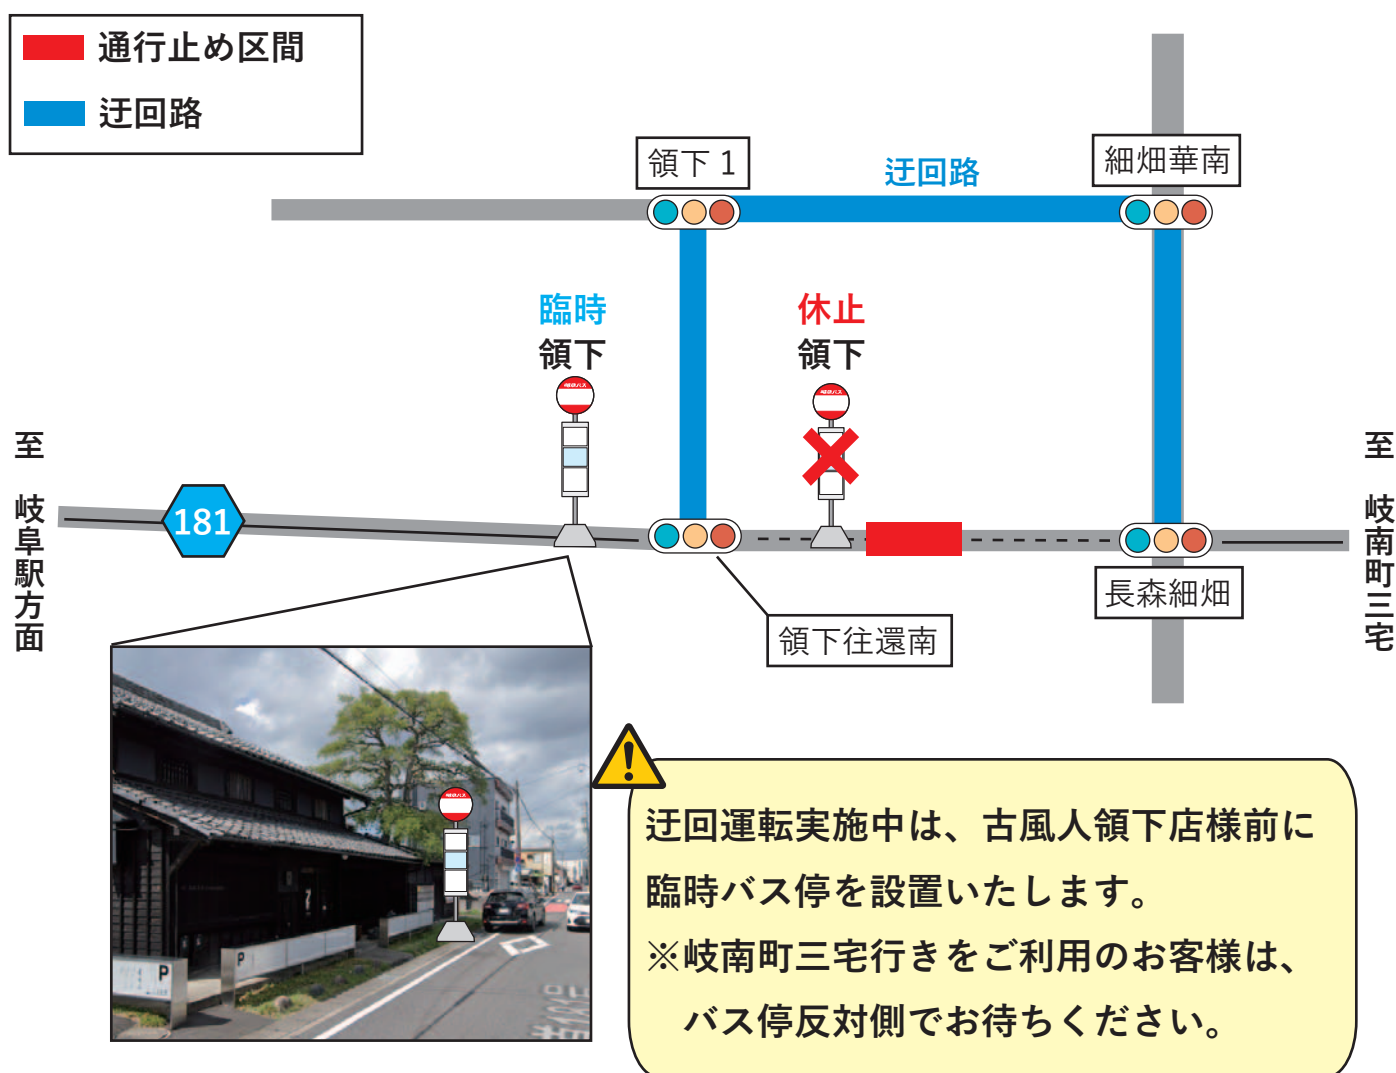 通行止め区間
迂回路
領下 1
迂回路
細畑華南
臨時
領下
休止
領下
至 岐阜駅方面
181
至 岐南町三宅
長森細畑
領下往還南
P
P
迂回運転実施中は、古風人領下店様前に
臨時バス停を設置いたします。
※岐南町三宅行きをご利用のお客様は、
バス停反対側でお待ちください。